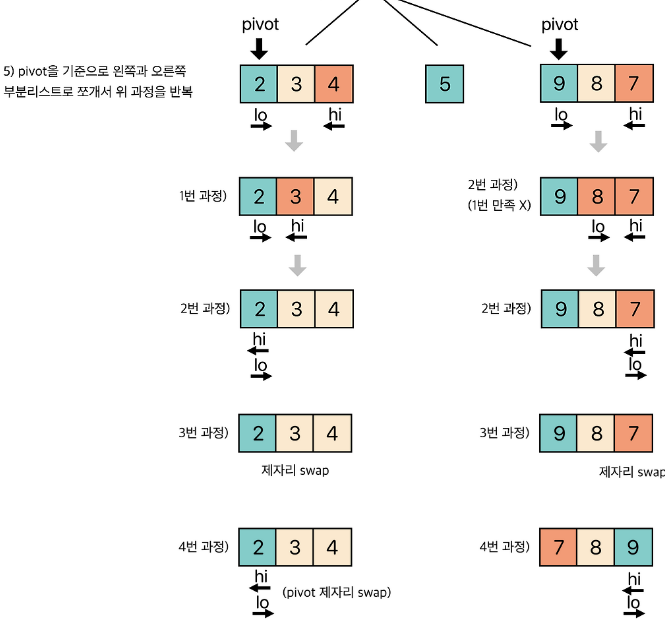 pivot
pivot
5) pivot을 기준으로 왼쪽과 오른쪽
부분리스트로 쪼개서 위 과정을 반복
2 3 4
5
9 8 7
lo hi
lo hi
1번 과정)
2 3 4
lo hi
2번 과정)
(1번 만족 X)
9 8 7
lo hi
2번 과정)
2 3 4
hi
lo
2번 과정)
9 8 7
hi
lo
3번 과정)
2 3 4
제자리 swap
3번 과정)
9 8 7
제자리 swap
4번 과정)
2 3 4
hi
lo
(pivot 제자리 swap)
4번 과정)
7 8 9
hi
lo